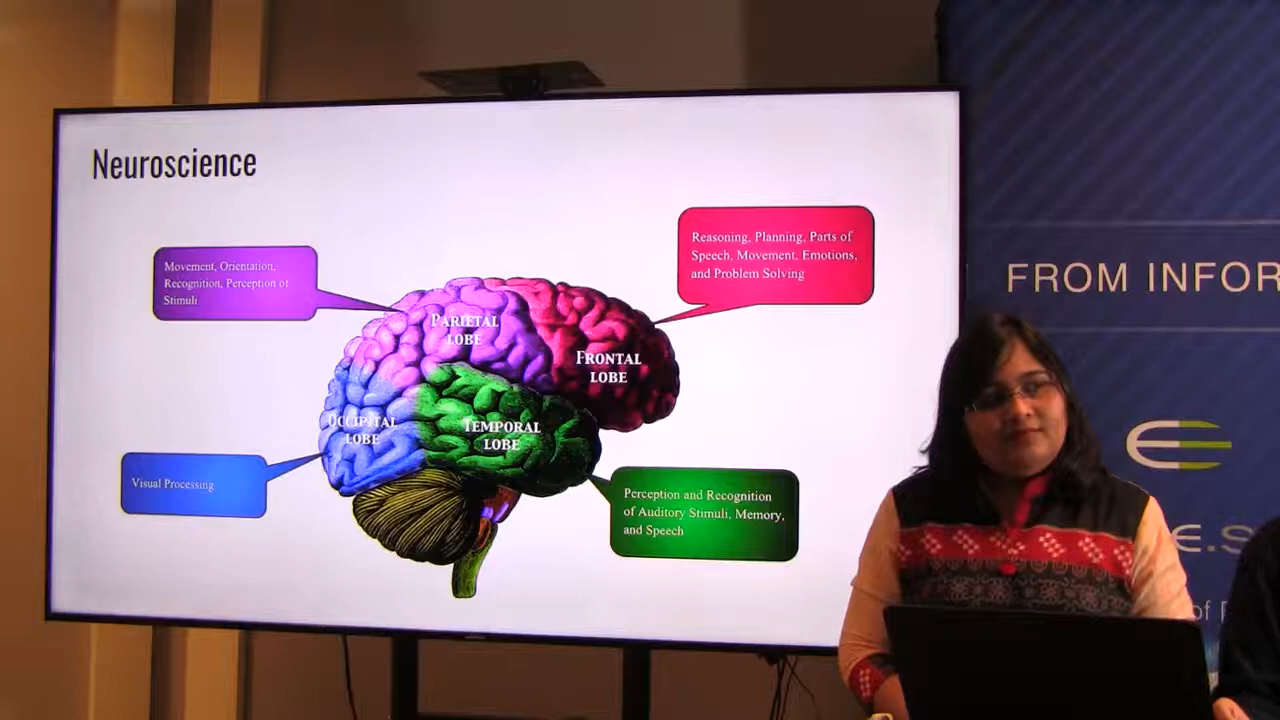 Neuroscience
Reasoning, Planning, Parts of
Speech, Movement, Emotions,
and Problem Solving
Movement, Orientation,
Recognition, Perception of
Stimuli
PARIETAL
LOBE
FRONTAL
LOBE
OCCIPITAL
LOBE
TEMPORAL
LOBE
Visual Processing
Perception and Recognition
of Auditory Stimuli, Memory,
and Speech
FROM INFOR
E.S
of